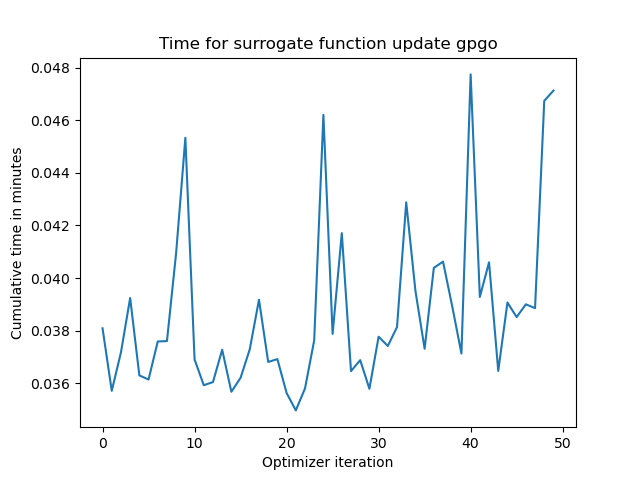 Time for surrogate function update gpgo
Cumulative time in minutes
0.048
0.046
0.044
0.042
0.040
0.038
0.036
0 10 20 30 40 50
Optimizer iteration